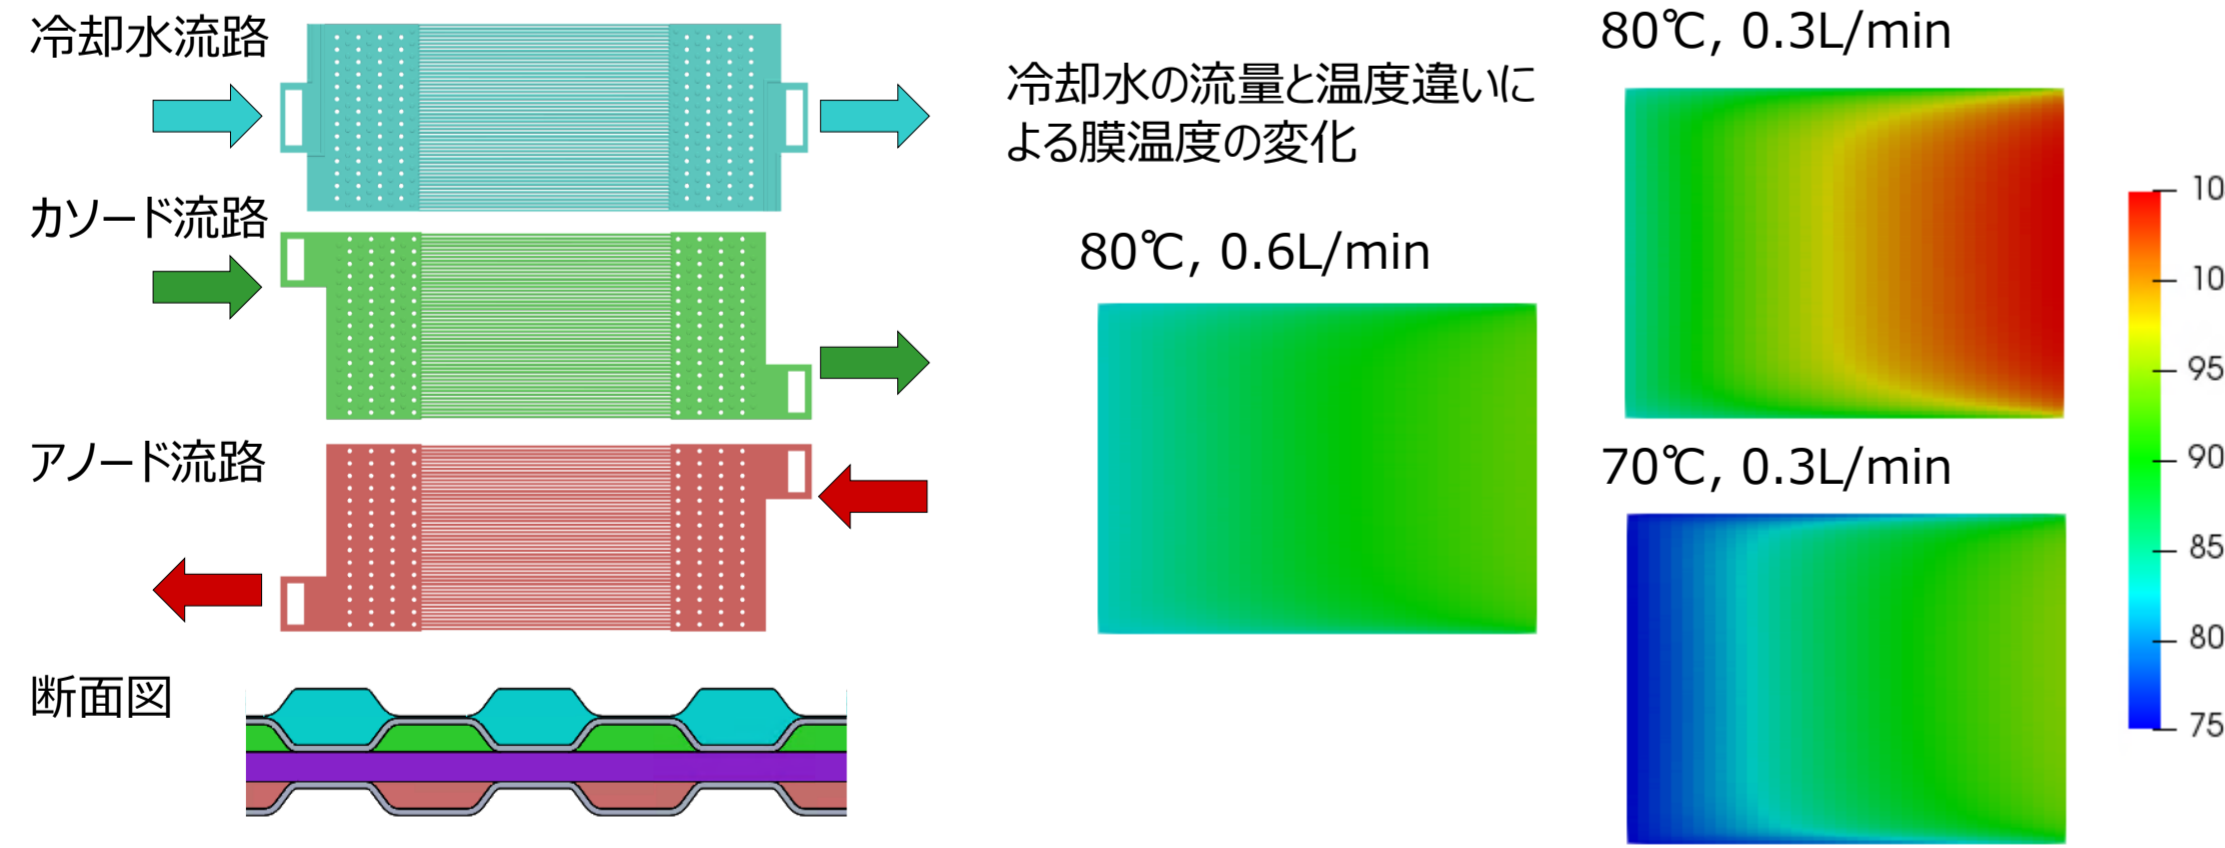 冷却水流路
カソード流路
アノード流路
断面図
冷却水の流量と温度違いに
よる膜温度の変化
80℃, 0.6L/min
80℃, 0.3L/min
70℃, 0.3L/min
10
10
95
90
85
80
75